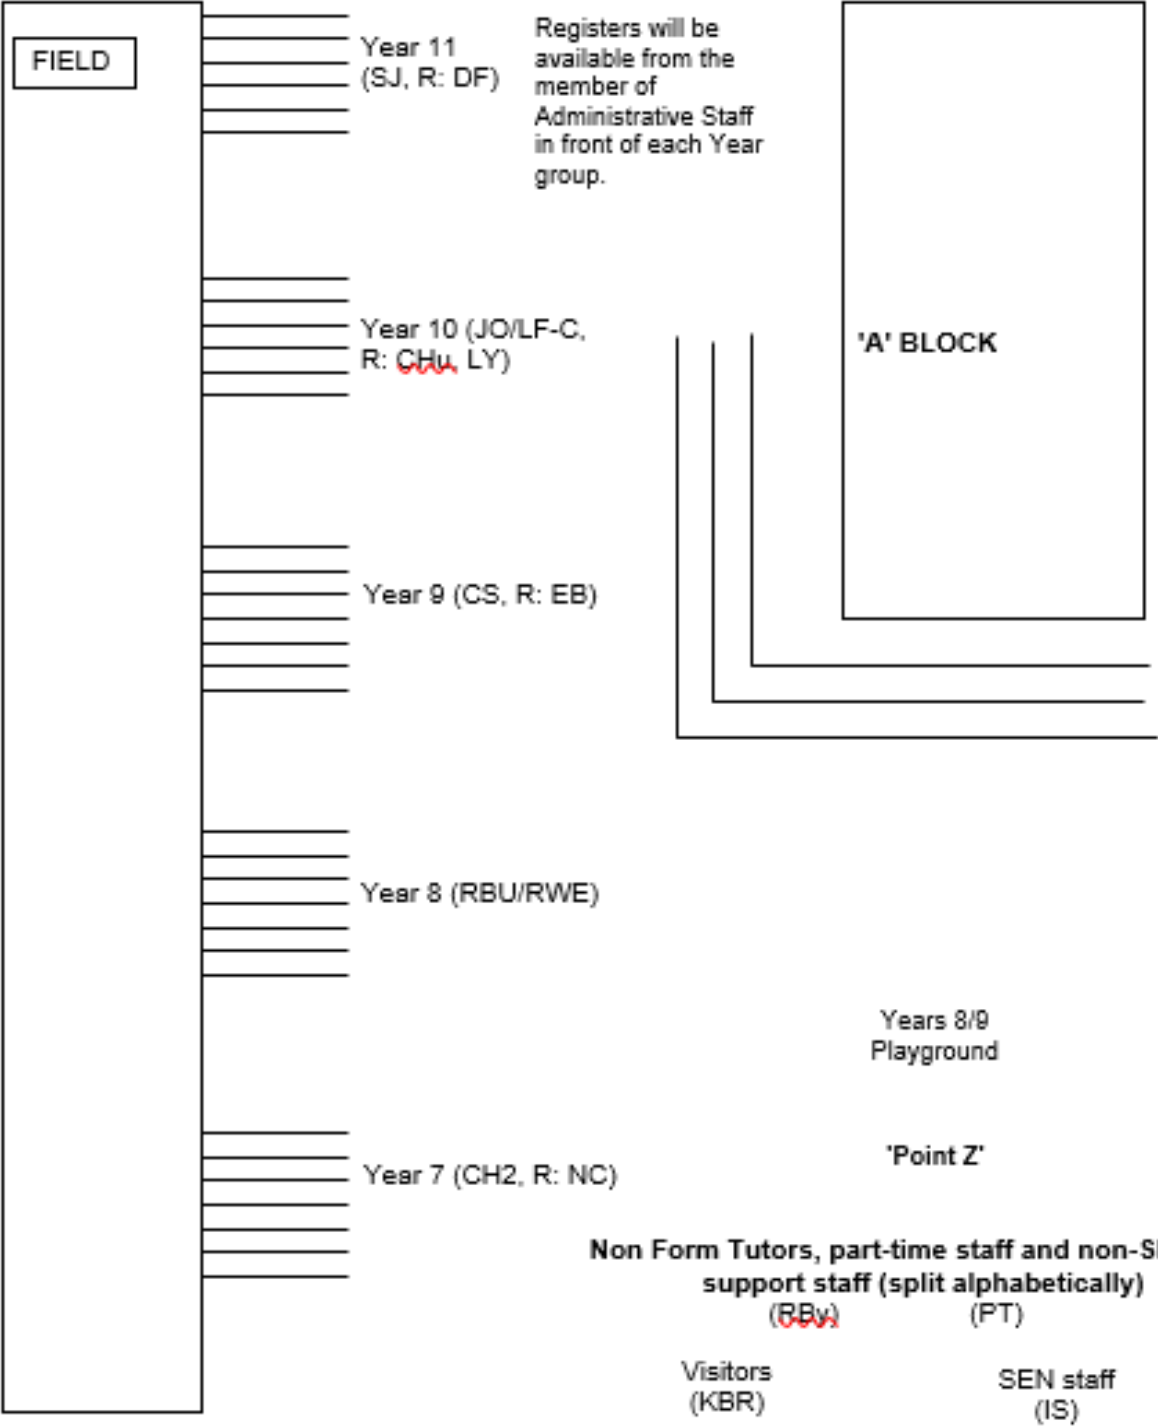 FIELD
Year 11
(SJ, R: DF)
Registers will be
available from the
member of
Administrative Staff
in front of each Year
group.
Year 10 (JO/LF-C,
R: CHu, LY)
'A' BLOCK
Year 9 (CS, R: EB)
Year 8 (RBU/RWE)
Years 8/9
Playground
'Point Z'
Year 7 (CH2, R: NC)
Non Form Tutors, part-time staff and
support staff (split alphabetically)
(RBy) (PT)
Visitors
(KBR)
SEN staff
(IS)